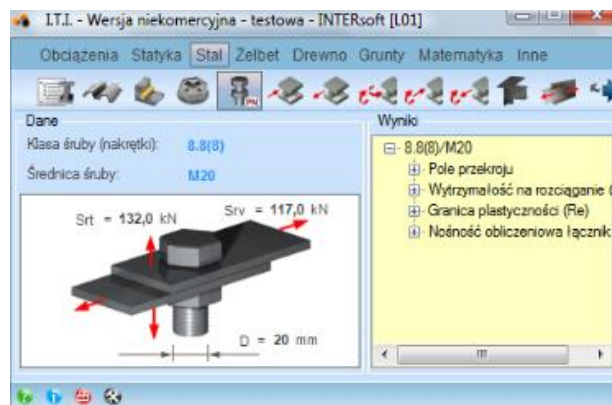 I.T.I. - Wersja niekomercyjna - testowa - INTERsoft [L01]
Obciążenia Statyka Stal Żelbet Drewno Grunty Matematyka Inne
PN
Dane
Klasa śruby (nakrętki): 8.8(8)
Średnica śruby: M20
Srt = 132,0 kN
Srv = 117,0 kN
D = 20 mm
Wyniki
8.8(8)/M20
Pole przekroju
Wytrzymałość na rozciąganie (
Granica plastyczności (Re)
Nośność obliczeniowa łącznik